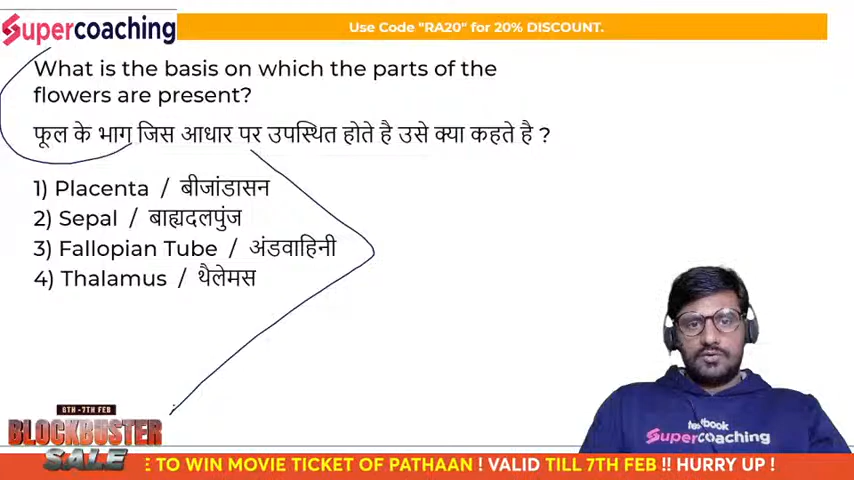 Supercoaching
Use Code "RA20" for 20% DISCOUNT.
What is the basis on which the parts of the
flowers are present?
फूल के भाग जिस आधार पर उपस्थित होते है उसे क्या कहते है ?
1) Placenta / बीजांडासन
2) Sepal / बाह्यदलपुंज
3) Fallopian Tube / अंडवाहिनी
4) Thalamus / थैलेमस
testbook
Supercoaching
6TH -7TH FEB
BLOCKBUSTER
SALE
E TO WIN MOVIE TICKET OF PATHAAN ! VALID TILL 7TH FEB !! HURRY UP !